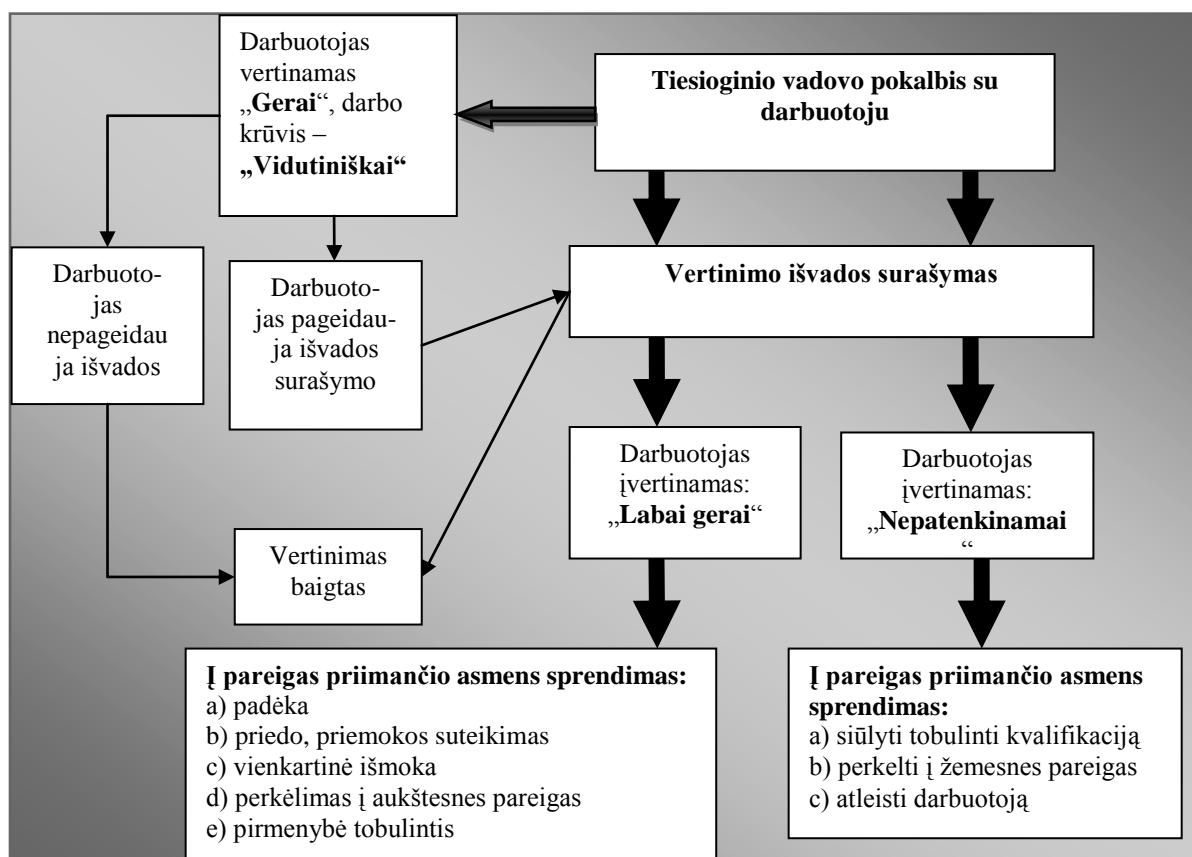 Darbuotojas
vertinamas
„Gerai“, darbo
krūvis –
„Vidutiniškai“
Tiesioginio vadovo pokalbis su
darbuotoju
Darbuoto-
jas
nepageidau
ja išvados
Darbuoto-
jas pageidau-
ja išvados
surašymo
Vertinimo išvados surašymas
Darbuotojas
įvertinamas:
„Labai gerai“
Darbuotojas
įvertinamas:
„Nepatenkinamai
“
Vertinimas
baigtas
Į pareigas priimančio asmens sprendimas:
a) padėka
b) priedo, priemokos suteikimas
c) vienkartinė išmoka
d) perkėlimas į aukštesnes pareigas
e) pirmenybė tobulintis
Į pareigas priimančio asmens
sprendimas:
a) siūlyti tobulinti kvalifikaciją
b) perkelti į žemesnes pareigas
c) atleisti darbuotoją